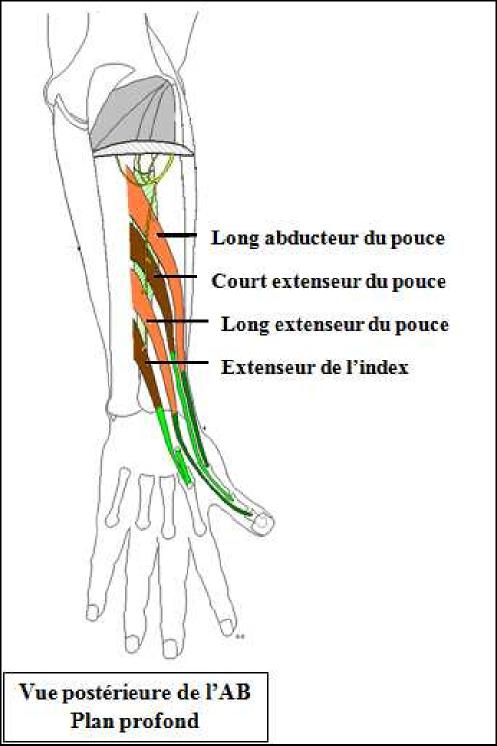 Long abducteur du pouce
Court extenseur du pouce
Long extenseur du pouce
Extenseur de l’index
Vue postérieure de l’AB
Plan profond